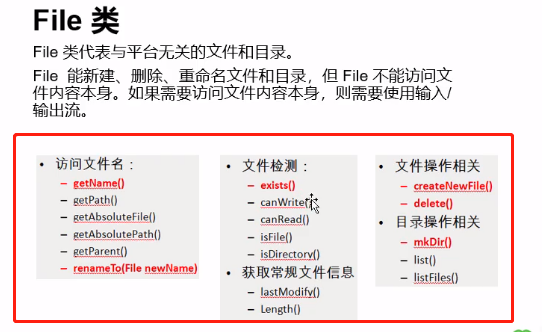 File 类
File 类代表与平台无关的文件和目录。
File 能新建、删除、重命名文件和目录，但 File 不能访问文
件内容本身。如果需要访问文件内容本身，则需要使用输入/
输出流。
• 访问文件名：
– getName()
– getPath()
– getAbsoluteFile()
– getAbsolutePath()
– getParent()
– renameTo(File newName)
• 文件检测：
– exists()
– canWrite()
– canRead()
– isFile()
– isDirectory()
• 获取常规文件信息
– lastModify()
– Length()
• 文件操作相关
– createNewFile()
– delete()
• 目录操作相关
– mkDir()
– list()
– listFiles()